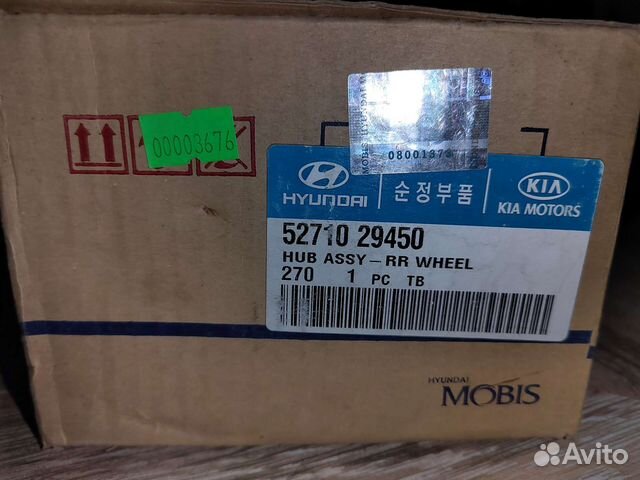 00003676
08001373
HYUNDAI
순정부품
KIA
KIA MOTORS
52710 29450
HUB ASSY-RR WHEEL
270 1 PC TB
HYUNDAI
MOBIS
Avito